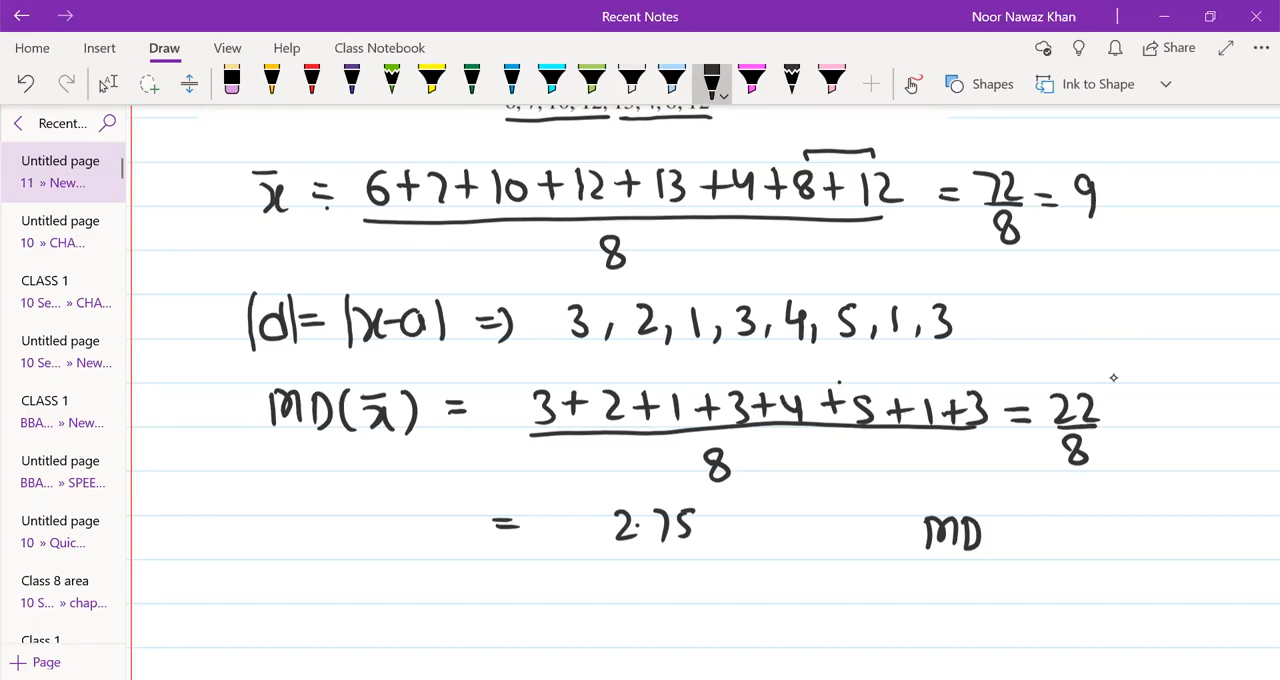 Recent Notes
Noor Nawaz Khan
Home Insert Draw View Help Class Notebook
Share
Shapes
Ink to Shape
Recent...
Untitled page
11 » New...
Untitled page
10 » CHA...
CLASS 1
10 Se... » CHA...
Untitled page
10 Se... » New...
CLASS 1
BBA... » New...
Untitled page
BBA... » SPEE...
Untitled page
10 » Quic...
Class 8 area
10 S... » chap...
Class 1
+ Page
x̄ = 6+7+10+12+13+4+8+12 / 8 = 72/8 = 9
|d|= |x-a| => 3, 2, 1, 3, 4, 5, 1, 3
MD(x̄) = 3+2+1+3+4+5+1+3 / 8 = 22/8
= 2.75 MD